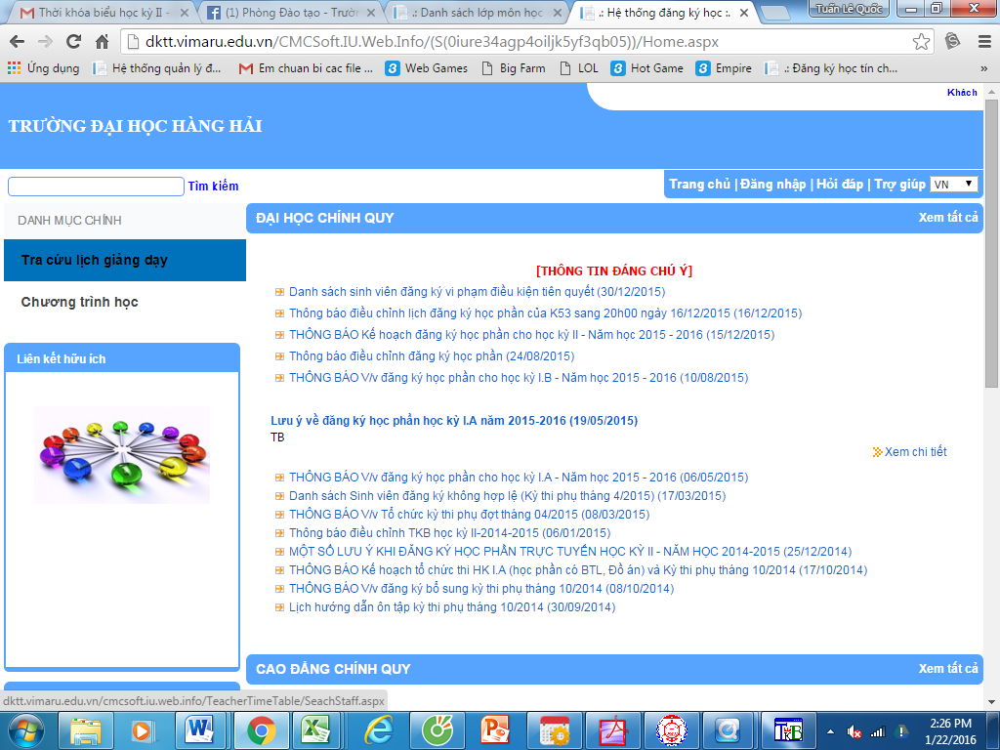 Thời khóa biểu học kỳ II -
(1) Phòng Đào tạo - Trườn
.: Danh sách lớp môn học
.: Hệ thống đăng ký học :.
Tuấn Lê Quốc
dktt.vimaru.edu.vn/CMCSoft.IU.Web.Info/(S(0iure34agp4oiljk5yf3qb05))/Home.aspx
Ứng dụng
Hệ thống quản lý đ...
Em chuan bi cac file ...
Web Games
Big Farm
LOL
Hot Game
Empire
.: Đăng ký học tín ch...
»
Khách
TRƯỜNG ĐẠI HỌC HÀNG HẢI
Tìm kiếm
Trang chủ | Đăng nhập | Hỏi đáp | Trợ giúp VN
DANH MỤC CHÍNH
Tra cứu lịch giảng dạy
Chương trình học
Liên kết hữu ích
ĐẠI HỌC CHÍNH QUY
Xem tất cả
[THÔNG TIN ĐÁNG CHÚ Ý]
Danh sách sinh viên đăng ký vi phạm điều kiện tiên quyết (30/12/2015)
Thông báo điều chỉnh lịch đăng ký học phần của K53 sang 20h00 ngày 16/12/2015 (16/12/2015)
THÔNG BÁO Kế hoạch đăng ký học phần cho học kỳ II - Năm học 2015 - 2016 (15/12/2015)
Thông báo điều chỉnh đăng ký học phần (24/08/2015)
THÔNG BÁO V/v đăng ký học phần cho học kỳ I.B - Năm học 2015 - 2016 (10/08/2015)
Lưu ý về đăng ký học phần học kỳ I.A năm 2015-2016 (19/05/2015)
TB
Xem chi tiết
THÔNG BÁO V/v đăng ký học phần cho học kỳ I.A - Năm học 2015 - 2016 (06/05/2015)
Danh sách Sinh viên đăng ký không hợp lệ (Kỳ thi phụ tháng 4/2015) (17/03/2015)
THÔNG BÁO V/v Tổ chức kỳ thi phụ đợt tháng 04/2015 (08/03/2015)
Thông báo điều chỉnh TKB học kỳ II-2014-2015 (06/01/2015)
MỘT SỐ LƯU Ý KHI ĐĂNG KÝ HỌC PHẦN TRỰC TUYẾN HỌC KỲ II - NĂM HỌC 2014-2015 (25/12/2014)
THÔNG BÁO Kế hoạch tổ chức thi HK I.A (học phần có BTL, Đồ án) và Kỳ thi phụ tháng 10/2014 (17/10/2014)
THÔNG BÁO V/v đăng ký bổ sung kỳ thi phụ tháng 10/2014 (08/10/2014)
Lịch hướng dẫn ôn tập kỳ thi phụ tháng 10/2014 (30/09/2014)
CAO ĐẲNG CHÍNH QUY
Xem tất cả
dktt.vimaru.edu.vn/cmcsoft.iu.web.info/TeacherTimeTable/SeachStaff.aspx
TKB
2:26 PM
1/22/2016